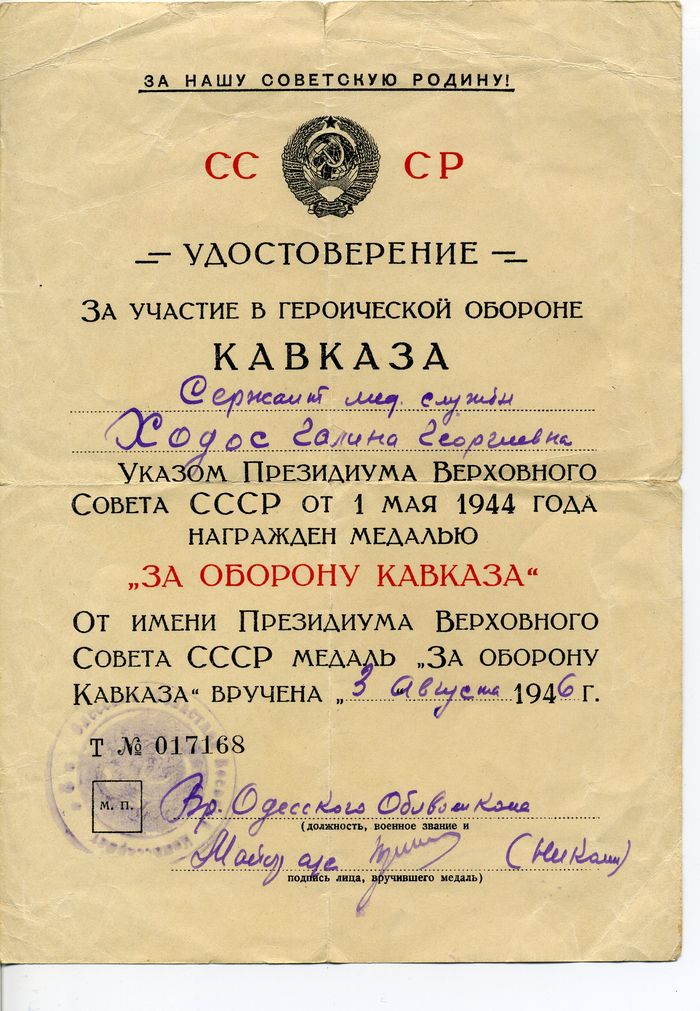 ЗА НАШУ СОВЕТСКУЮ РОДИНУ!
СС СР
УДОСТОВЕРЕНИЕ
ЗА УЧАСТИЕ В ГЕРОИЧЕСКОЙ ОБОРОНЕ
КАВКАЗА
Сержант мед. службы
Ходос Галина Георгиевна
УКАЗОМ ПРЕЗИДИУМА ВЕРХОВНОГО
СОВЕТА СССР ОТ 1 МАЯ 1944 ГОДА
НАГРАЖДЕН МЕДАЛЬЮ
„ЗА ОБОРОНУ КАВКАЗА“
ОТ ИМЕНИ ПРЕЗИДИУМА ВЕРХОВНОГО
СОВЕТА СССР МЕДАЛЬ „ЗА ОБОРОНУ
КАВКАЗА“ ВРУЧЕНА „3 “ Августа 1946 Г.
Т № 017168
М. П.
Вр. Одесского Облвоенкома
(должность, военное звание и
Майор а/с
подпись лица, вручившего медаль)